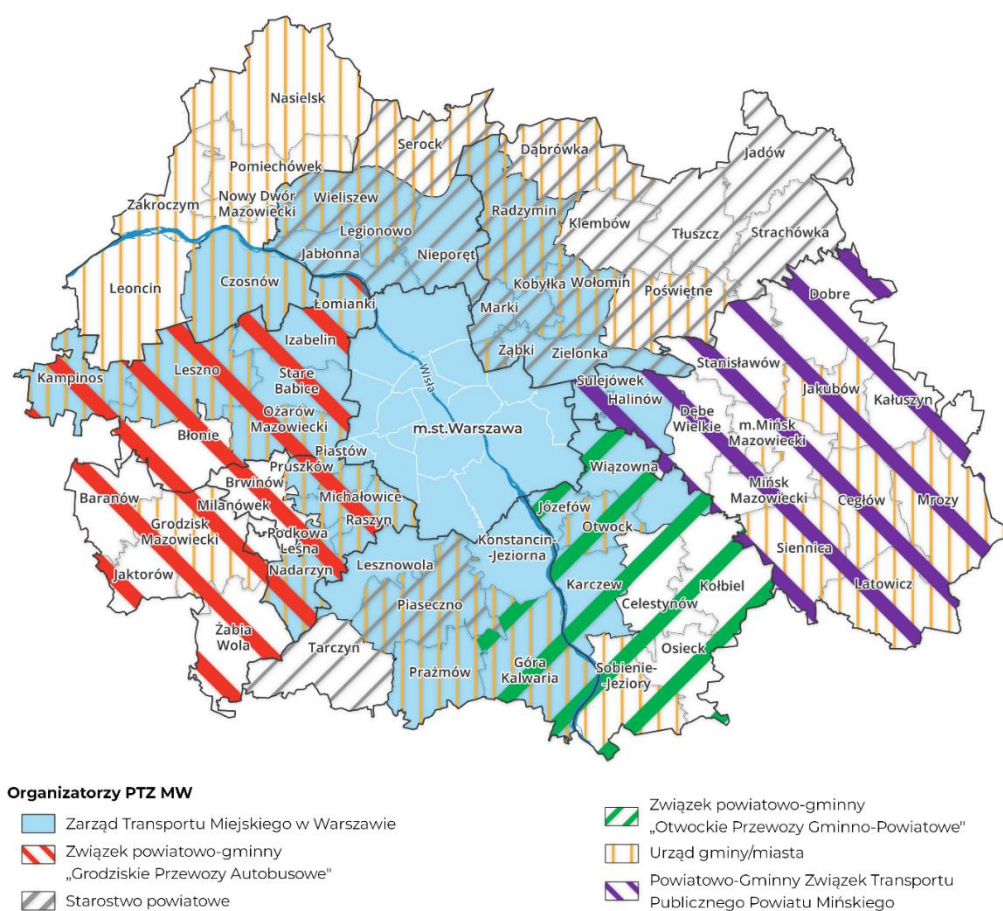 Nasielsk
Serock
Dąbrówka
Jadów
Pomiechówek
Nowy Dwór
Mazowiecki
Zakroczym
Wieliszew
Radzymin
Klembów
Tłuszcz
Strachówka
Legionowo
Jabłonna
Nieporęt
Leoncin
Czosnów
Łomianki
Kobyłka
Wołomin
Poświętne
Dobre
Marki
Izabelin
Ząbki
Zielonka
Stanisławów
Kampinos
Leszno
Stare
Babice
Wisła
Sulejówek
Halinów
Jakubów
Kałuszyn
Ożarów
Mazowiecki
Błonie
m.st.Warszawa
Dębe
Wielkie
m.Mińsk
Mazowiecki
Piastów
Pruszków
Wiązowna
Brwinów
Michałowice
Mińsk
Mazowiecki
Cegłów
Mrozy
Baranów
Milanówek
Raszyn
Józefów
Otwock
Grodzisk
Mazowiecki
Podkowa
Leśna
Konstancin-
-Jeziorna
Siennica
Jaktorów
Nadarzyn
Lesznowola
Karczew
Kołbiel
Latowicz
Piaseczno
Celestynów
Żabia
Wola
Tarczyn
Prażmów
Góra
Kalwaria
Sobienie-
-Jeziory
Osieck
Organizatorzy PTZ MW
Zarząd Transportu Miejskiego w Warszawie
Związek powiatowo-gminny
„Grodziskie Przewozy Autobusowe"
Starostwo powiatowe
Związek powiatowo-gminny
„Otwockie Przewozy Gminno-Powiatowe"
Urząd gminy/miasta
Powiatowo-Gminny Związek Transportu
Publicznego Powiatu Mińskiego